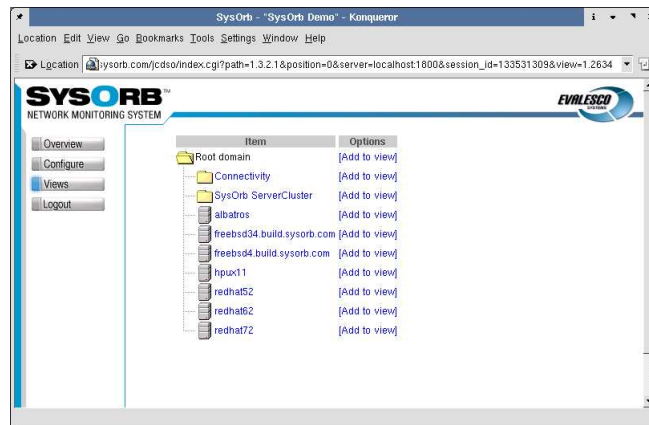 SysOrb - "SysOrb Demo" - Konqueror
Location Edit View Go Bookmarks Tools Settings Window Help
Location ysorb.com/jcdso/index.cgi?path=1.3.2.1&position=0&server=localhost:1800&session_id=133531309&view=1.2634
SYSORB™
NETWORK MONITORING SYSTEM
EVALESCO
SYSTEMS
Overview
Configure
Views
Logout
Item Options
Root domain [Add to view]
Connectivity [Add to view]
SysOrb ServerCluster [Add to view]
albatros [Add to view]
freebsd34.build.sysorb.com [Add to view]
freebsd4.build.sysorb.com [Add to view]
hpux11 [Add to view]
redhat52 [Add to view]
redhat62 [Add to view]
redhat72 [Add to view]